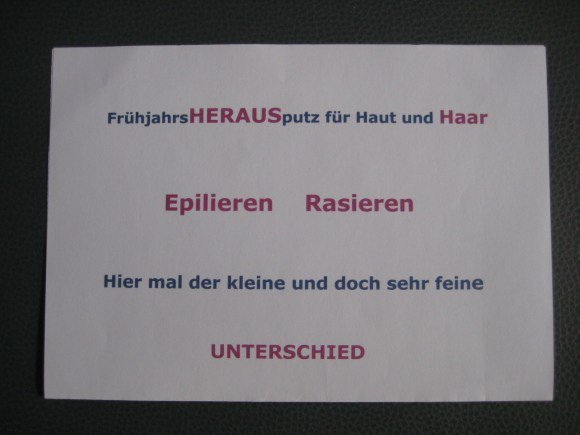 FrühjahrsHERAUSputz für Haut und Haar
Epilieren Rasieren
Hier mal der kleine und doch sehr feine
UNTERSCHIED